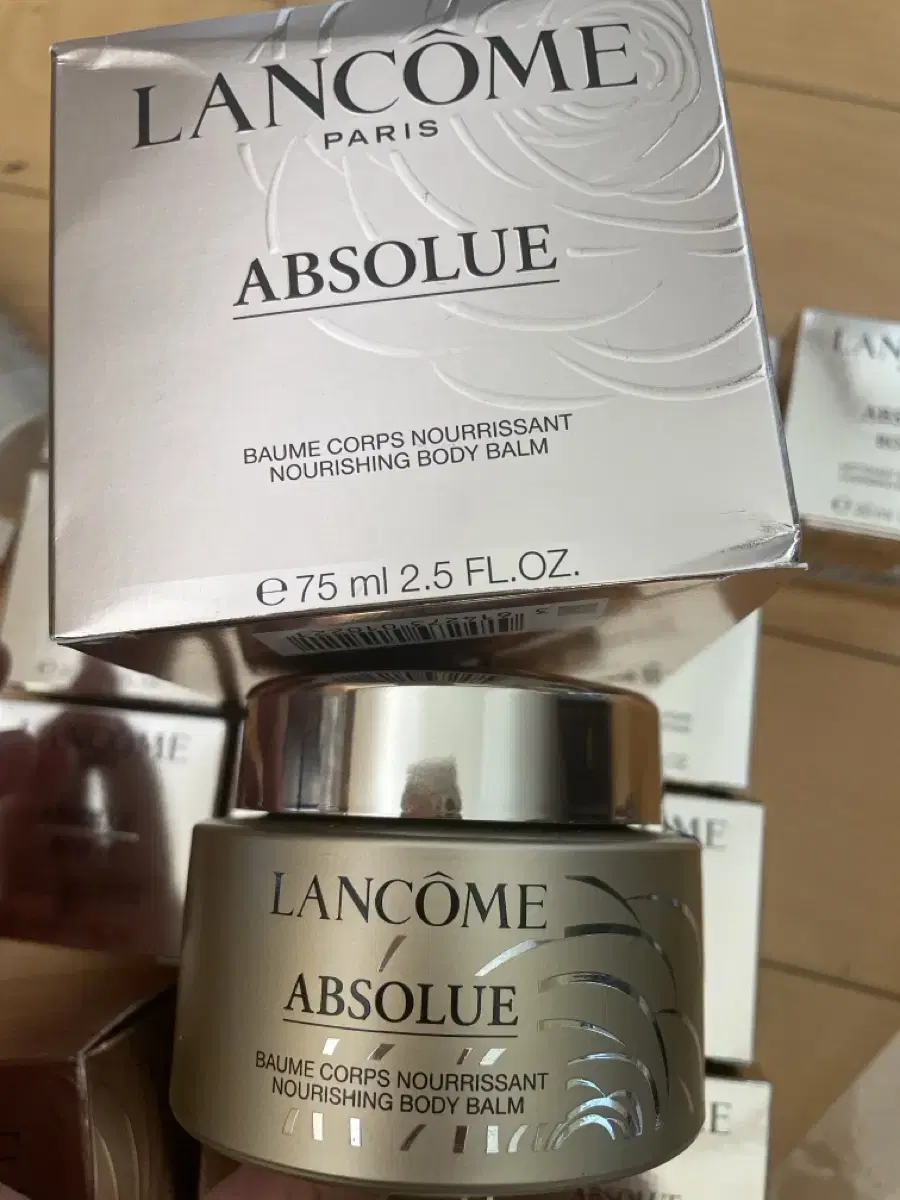 LANCÔME
PARIS
ABSOLUE
BAUME CORPS NOURRISSANT
NOURISHING BODY BALM
e 75 ml 2.5 FL.OZ.
LANCÔME
ABSOLUE
BAUME CORPS NOURRISSANT
NOURISHING BODY BALM
LAN